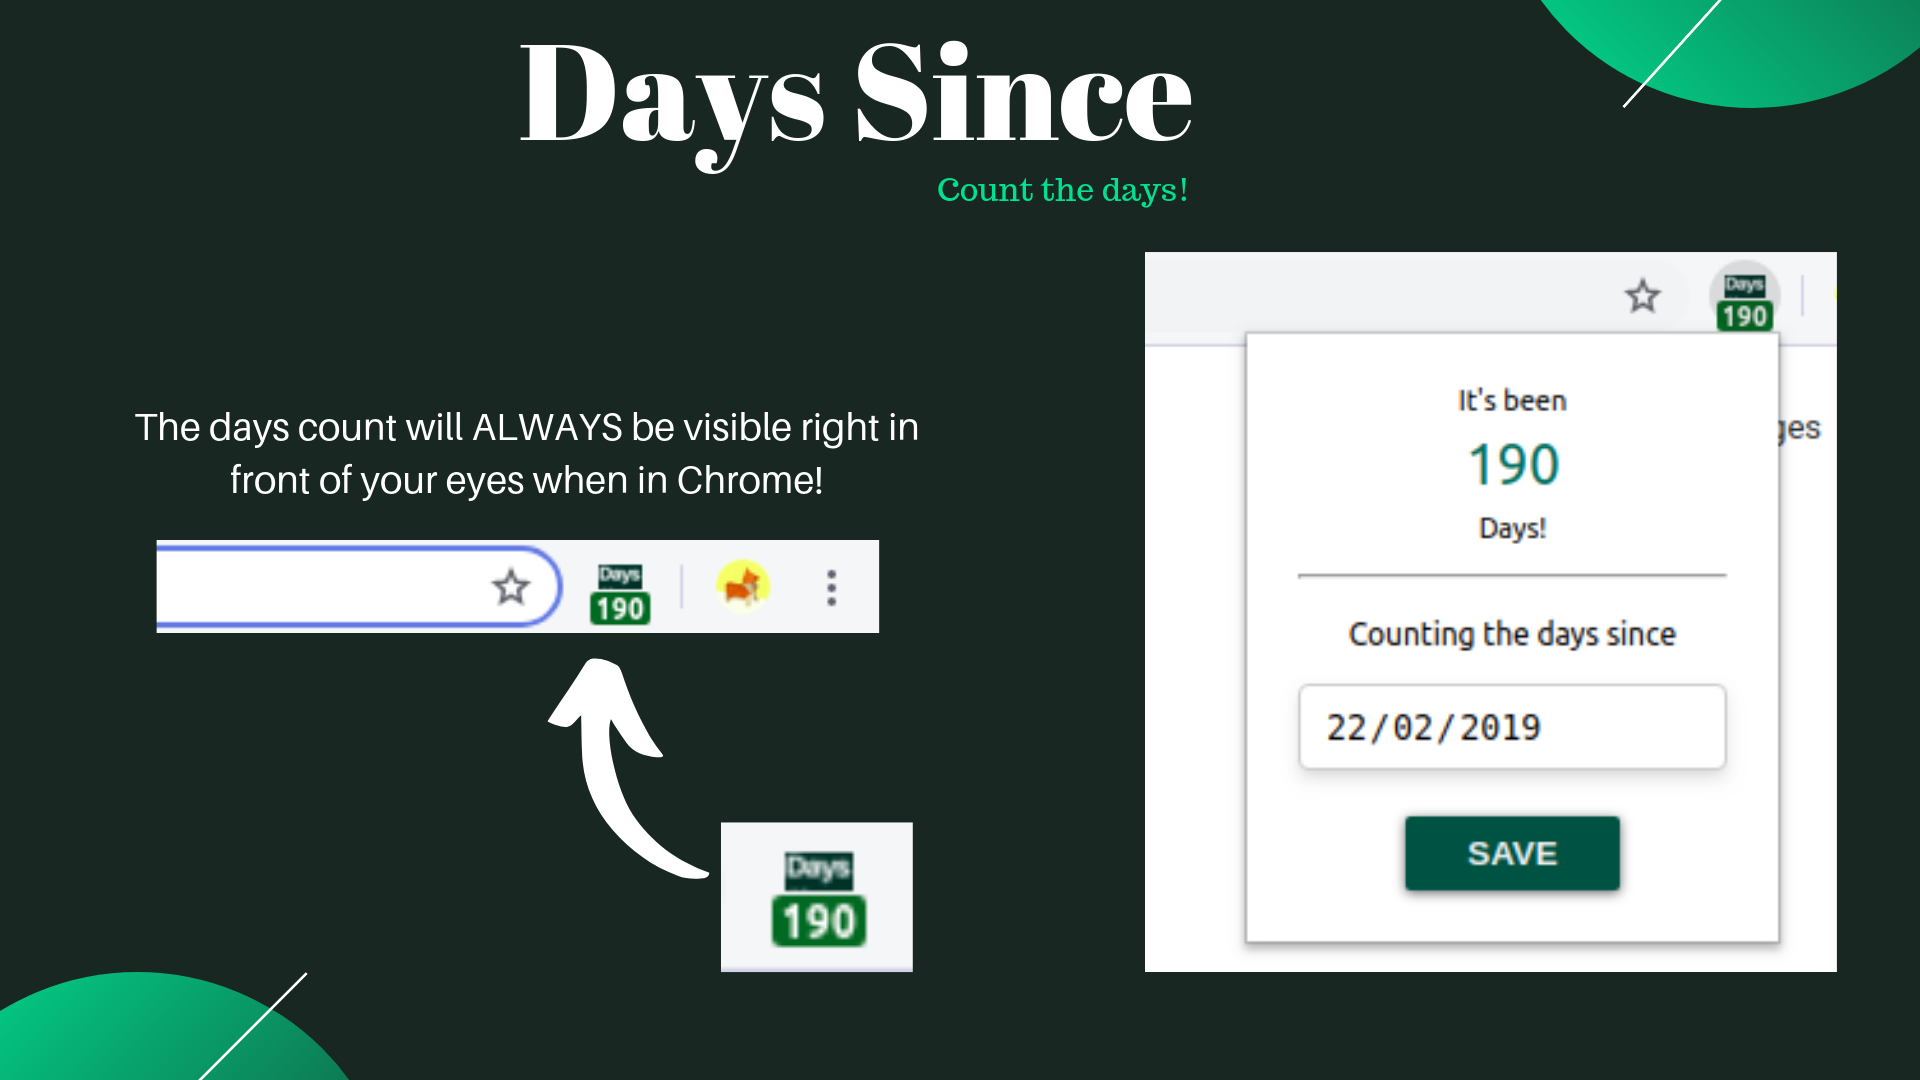 Days Since
Count the days!
The days count will ALWAYS be visible right in
front of your eyes when in Chrome!
Days
190
Days
190
Days
190
It's been
190
Days!
ges
Counting the days since
22/02/2019
SAVE